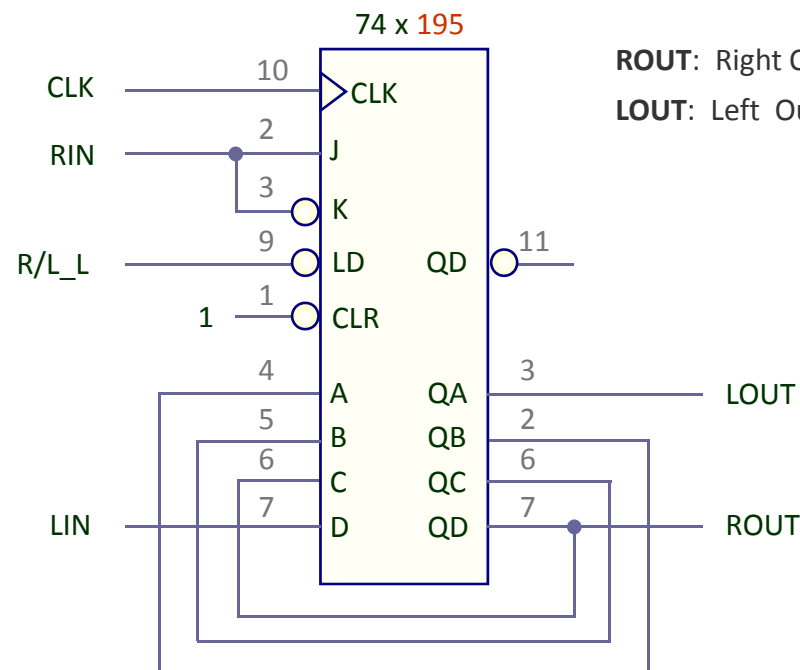 74 x 195
ROUT: Right
LOUT: Left
CLK
10
CLK
RIN
2
J
3
K
R/L_L
9
LD
QD
11
1
1
CLR
4
A
QA
3
LOUT
5
B
QB
2
6
C
QC
6
LIN
7
D
QD
7
ROUT